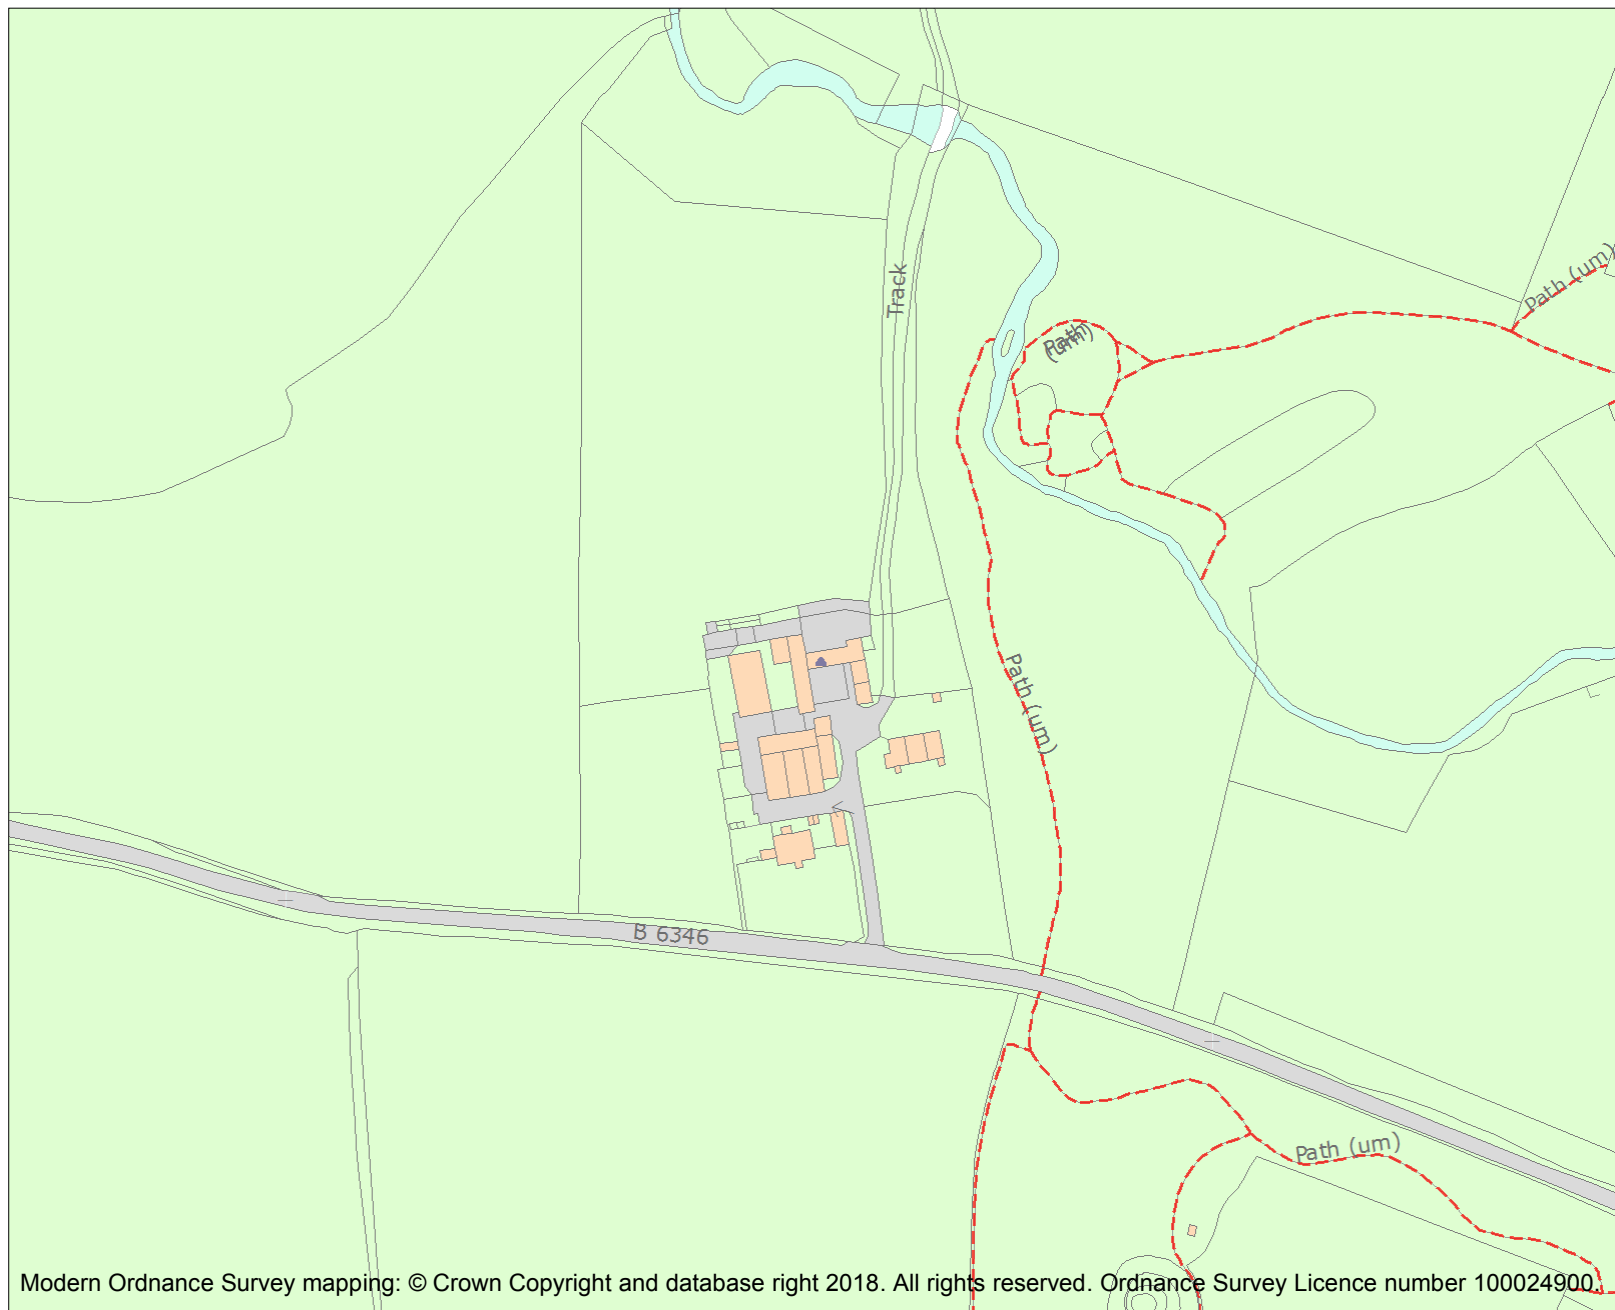 Path (um)
Track
Path
(um)
Path (um)
B 6346
Path (um)
Modern Ordnance Survey mapping: © Crown Copyright and database right 2018. All rights reserved. Ordnance Survey Licence number 100024900.